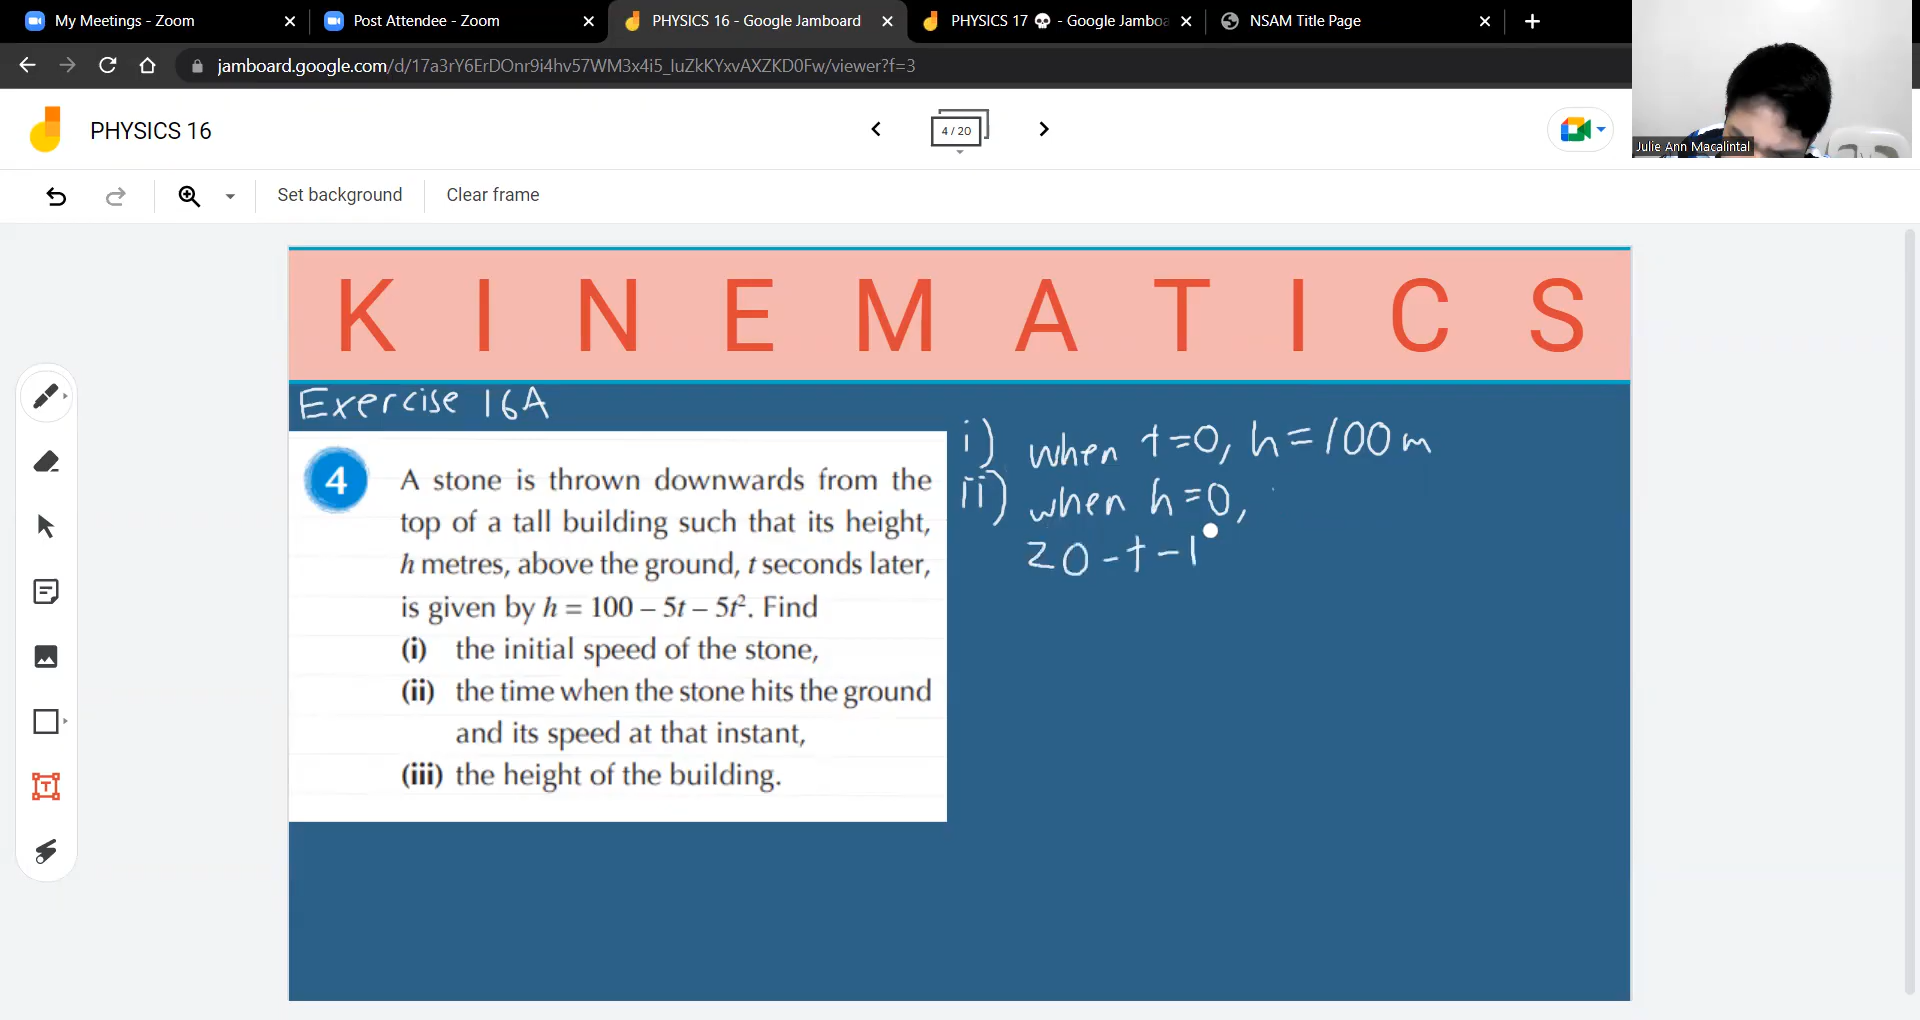 My Meetings - Zoom
Post Attendee - Zoom
PHYSICS 16 - Google Jamboard
PHYSICS 17 💀 - Google Jamboa
NSAM Title Page
jamboard.google.com/d/17a3rY6ErDOnr9i4hv57WM3x4i5_luZkKYxvAXZKD0Fw/viewer?f=3
Julie Ann Macalintal
PHYSICS 16
4 / 20
Set background
Clear frame
K I N E M A T I C S
Exercise 16A
4 A stone is thrown downwards from the
top of a tall building such that its height,
h metres, above the ground, t seconds later,
is given by h = 100 – 5t – 5t². Find
(i) the initial speed of the stone,
(ii) the time when the stone hits the ground
and its speed at that instant,
(iii) the height of the building.
i) when t=0, h=100m
ii) when h=0,
20-t-1